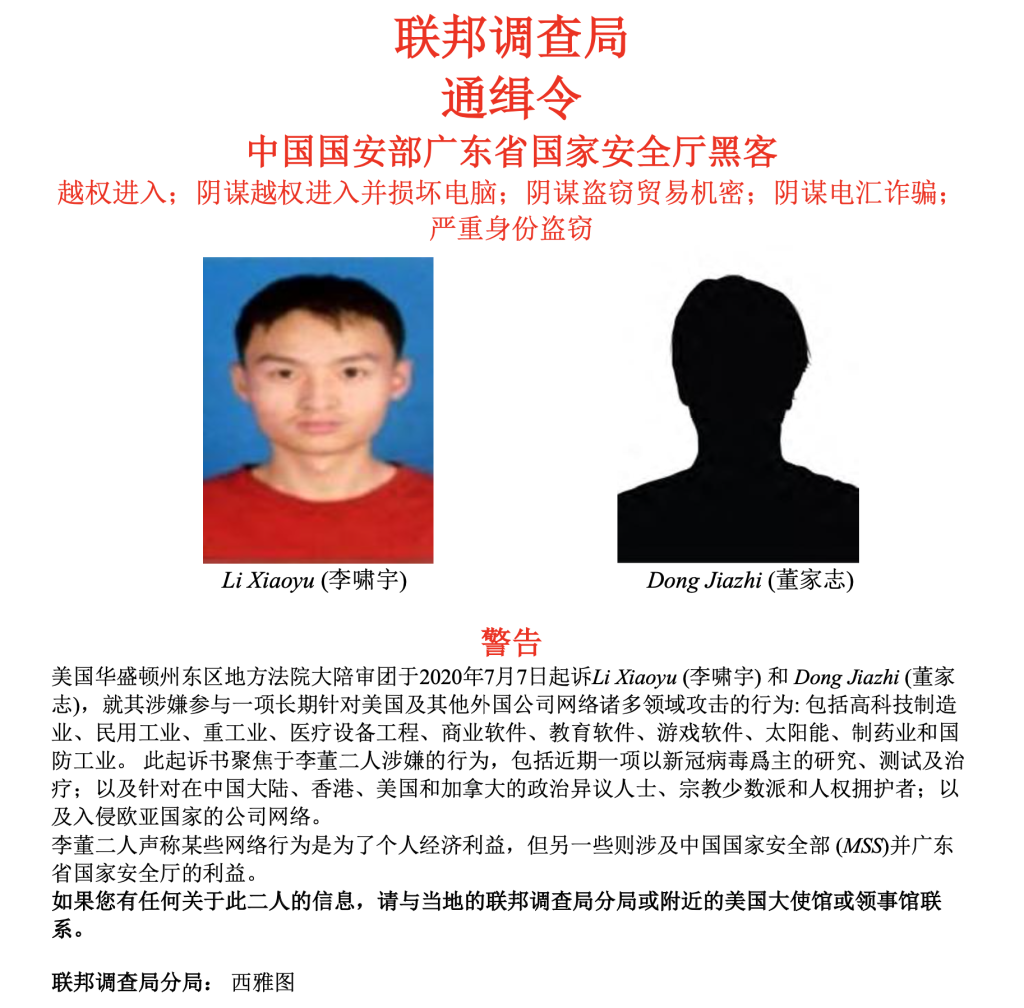 联邦调查局
通缉令
中国国安部广东省国家安全厅黑客
越权进入；阴谋越权进入并损坏电脑；阴谋盗窃贸易机密；阴谋电汇诈骗；
严重身份盗窃
Li Xiaoyu (李啸宇)
Dong Jiazhi (董家志)
警告
美国华盛顿州东区地方法院大陪审团于2020年7月7日起诉Li Xiaoyu (李啸宇) 和 Dong Jiazhi (董家
志)，就其涉嫌参与一项长期针对美国及其他外国公司网络诸多领域攻击的行为: 包括高科技制造
业、民用工业、重工业、医疗设备工程、商业软件、教育软件、游戏软件、太阳能、制药业和国
防工业。 此起诉书聚焦于李董二人涉嫌的行为，包括近期一项以新冠病毒爲主的研究、测试及治
疗；以及针对在中国大陆、香港、美国和加拿大的政治异议人士、宗教少数派和人权拥护者；以
及入侵欧亚国家的公司网络。
李董二人声称某些网络行为是为了个人经济利益，但另一些则涉及中国国家安全部 (MSS)并广东
省国家安全厅的利益。
如果您有任何关于此二人的信息，请与当地的联邦调查局分局或附近的美国大使馆或领事馆联
系。
联邦调查局分局： 西雅图